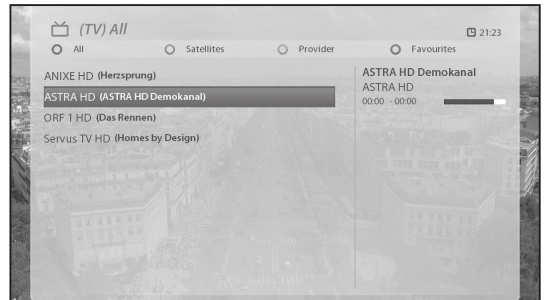 (TV) All
21:23
All Satellites Provider Favourites
ANIXE HD (Herzsprung)
ASTRA HD (ASTRA HD Demokanal)
ORF 1 HD (Das Rennen)
Servus TV HD (Homes by Design)
ASTRA HD Demokanal
ASTRA HD
00:00 - 00:00